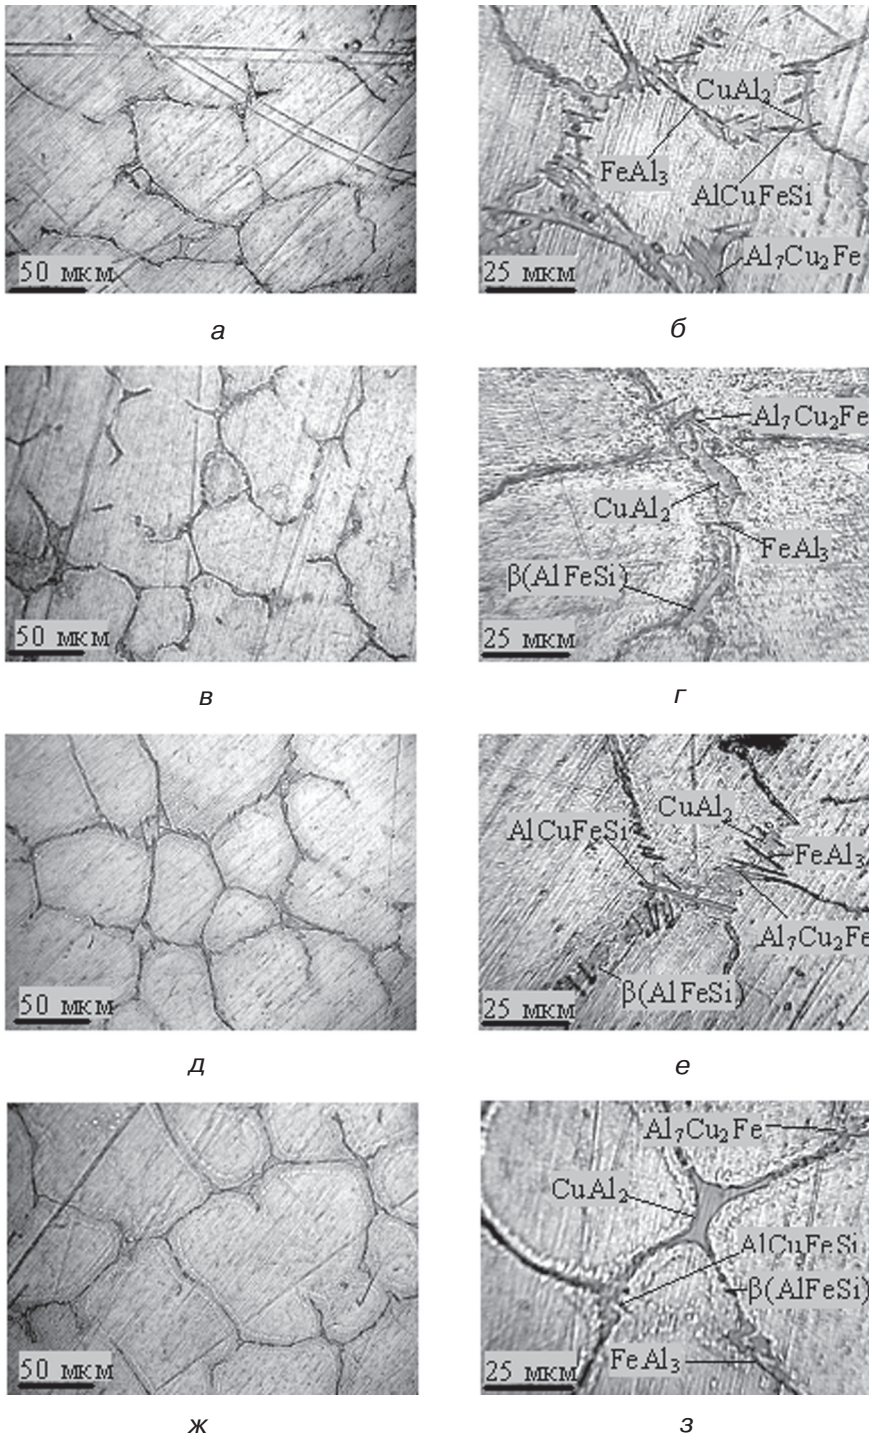 CuAl₂
FeAl₃
AlCuFeSi
Al₇Cu₂Fe
50 мкм
25 мкм
а
б
Al₇Cu₂Fe
CuAl₂
FeAl₃
β(AlFeSi)
50 мкм
25 мкм
в
г
CuAl₂
AlCuFeSi
FeAl₃
Al₇Cu₂Fe
β(AlFeSi)
50 мкм
25 мкм
д
е
Al₇Cu₂Fe
CuAl₂
AlCuFeSi
β(AlFeSi)
FeAl₃
50 мкм
25 мкм
ж
з